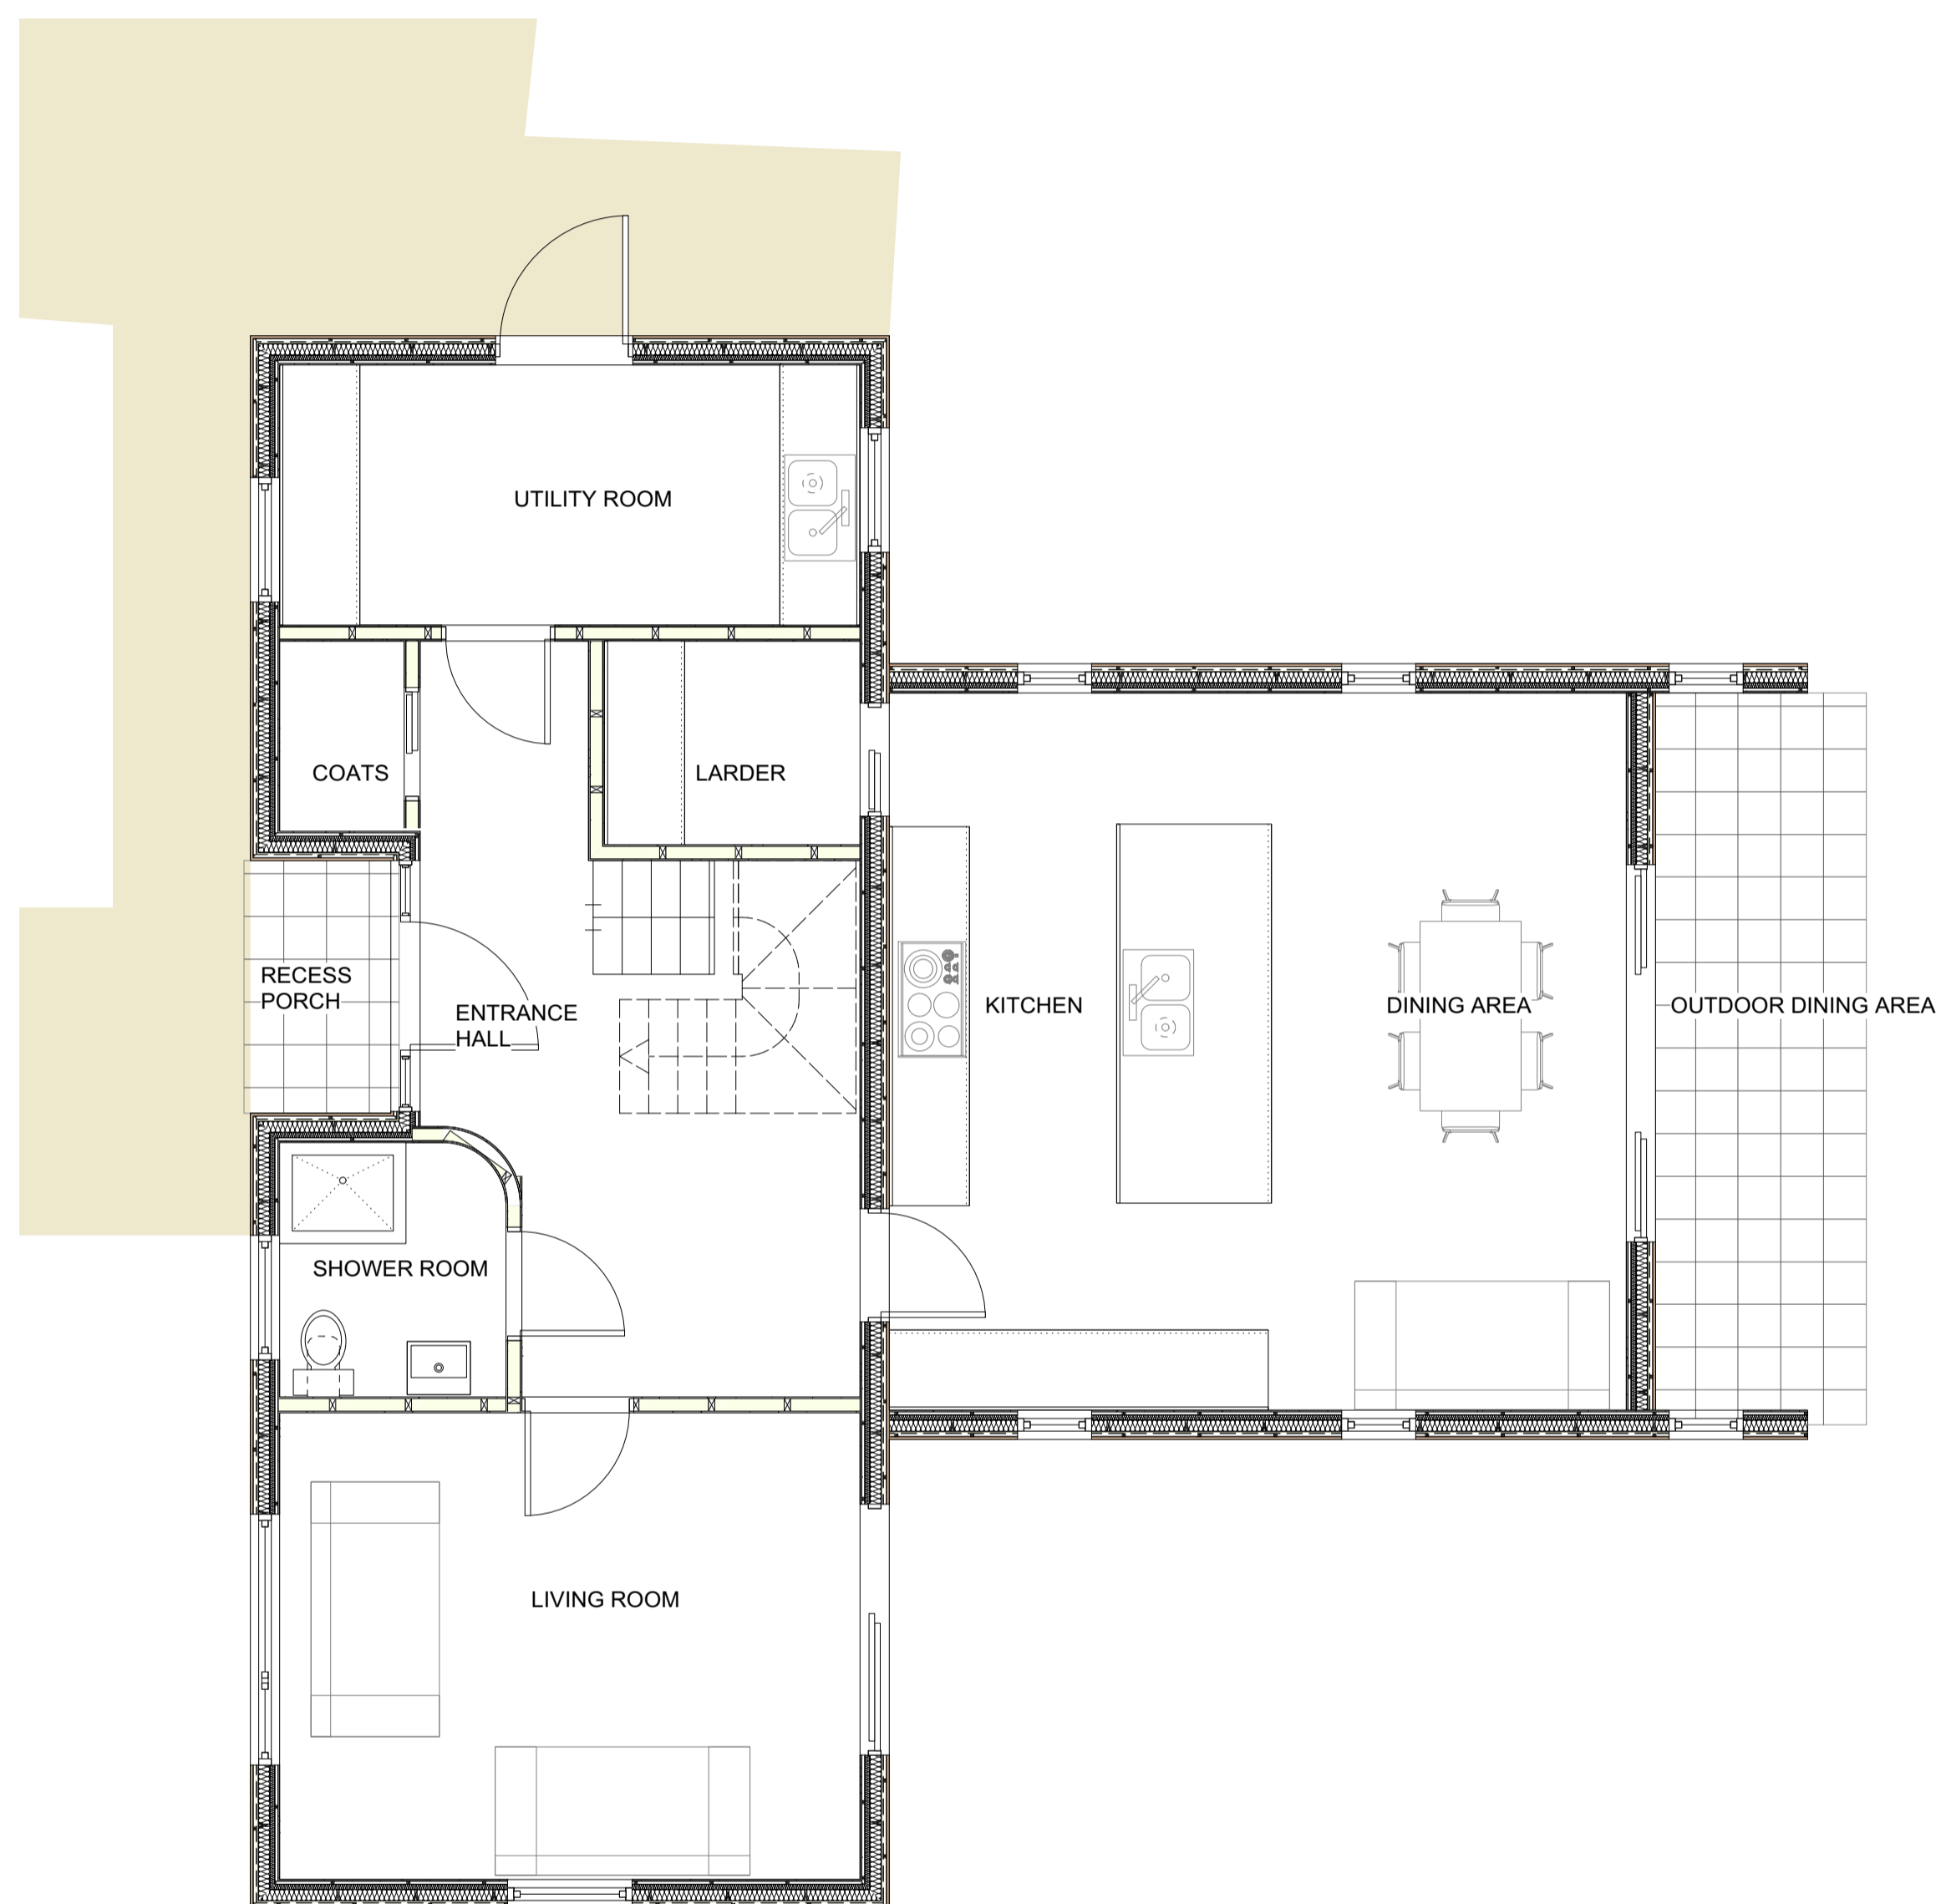 UTILITY ROOM
COATS
LARDER
RECESS
PORCH
ENTRANCE
HALL
KITCHEN
DINING AREA
OUTDOOR DINING AREA
SHOWER ROOM
LIVING ROOM